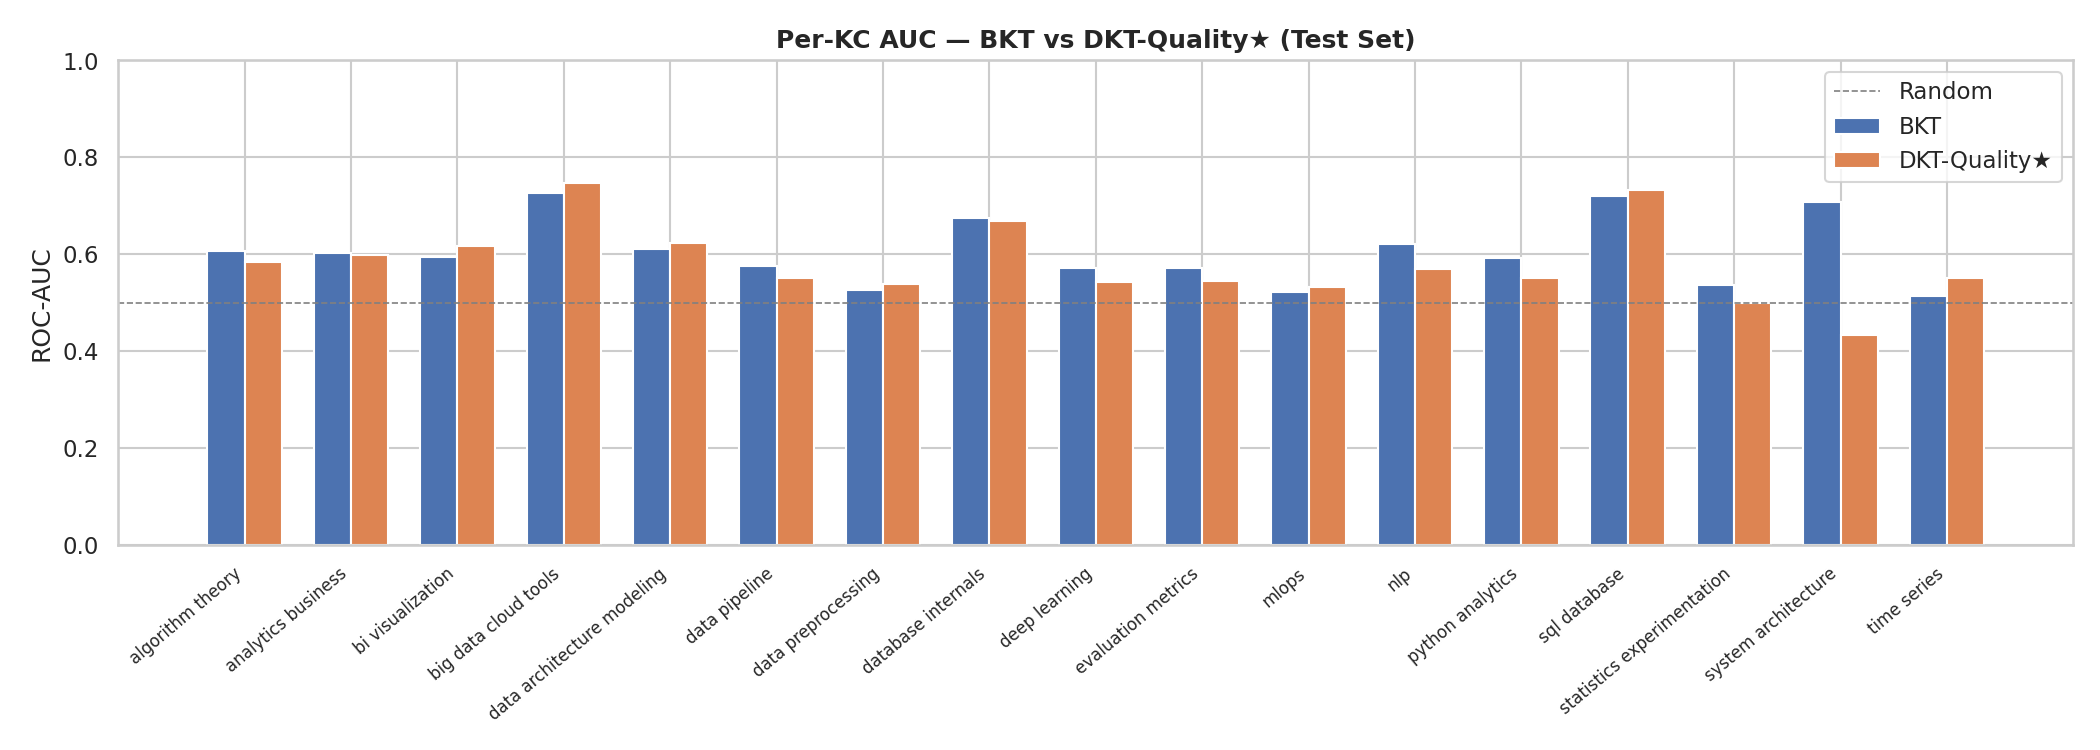 Per-KC AUC — BKT vs DKT-Quality★ (Test Set)
ROC-AUC
1.0
0.8
0.6
0.4
0.2
0.0
Random
BKT
DKT-Quality★
algorithm theory
analytics business
bi visualization
big data cloud tools
data architecture modeling
data pipeline
data preprocessing
database internals
deep learning
evaluation metrics
mlops
nlp
python analytics
sql database
statistics experimentation
system architecture
time series